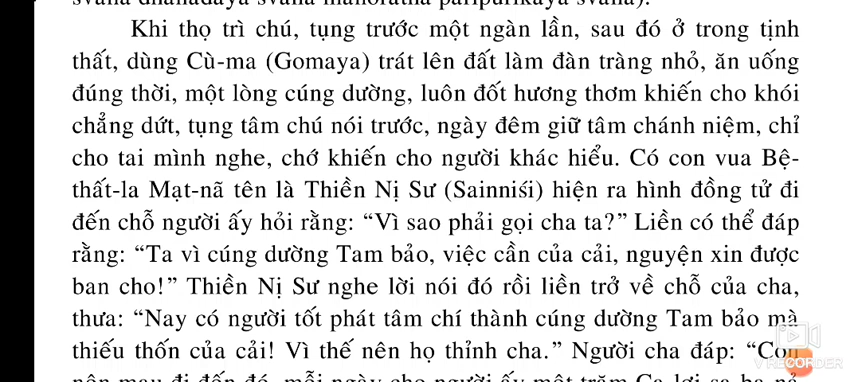 Khi thọ trì chú, tụng trước một ngàn lần, sau đó ở trong tịnh
thất, dùng Cù-ma (Gomaya) trát lên đất làm đàn tràng nhỏ, ăn uống
đúng thời, một lòng cúng dường, luôn đốt hương thơm khiến cho khói
chẳng dứt, tụng tâm chú nói trước, ngày đêm giữ tâm chánh niệm, chỉ
cho tai mình nghe, chớ khiến cho người khác hiểu. Có con vua Bệ-
thất-la Mạt-nã tên là Thiền Nị Sư (Sainniśi) hiện ra hình đồng tử đi
đến chỗ người ấy hỏi rằng: “Vì sao phải gọi cha ta?” Liền có thể đáp
rằng: “Ta vì cúng dường Tam bảo, việc cần của cải, nguyện xin được
ban cho!” Thiền Nị Sư nghe lời nói đó rồi liền trở về chỗ của cha,
thưa: “Nay có người tốt phát tâm chí thành cúng dường Tam bảo mà
thiếu thốn của cải! Vì thế nên họ thỉnh cha.” Người cha đáp: “Con
V RECORDER